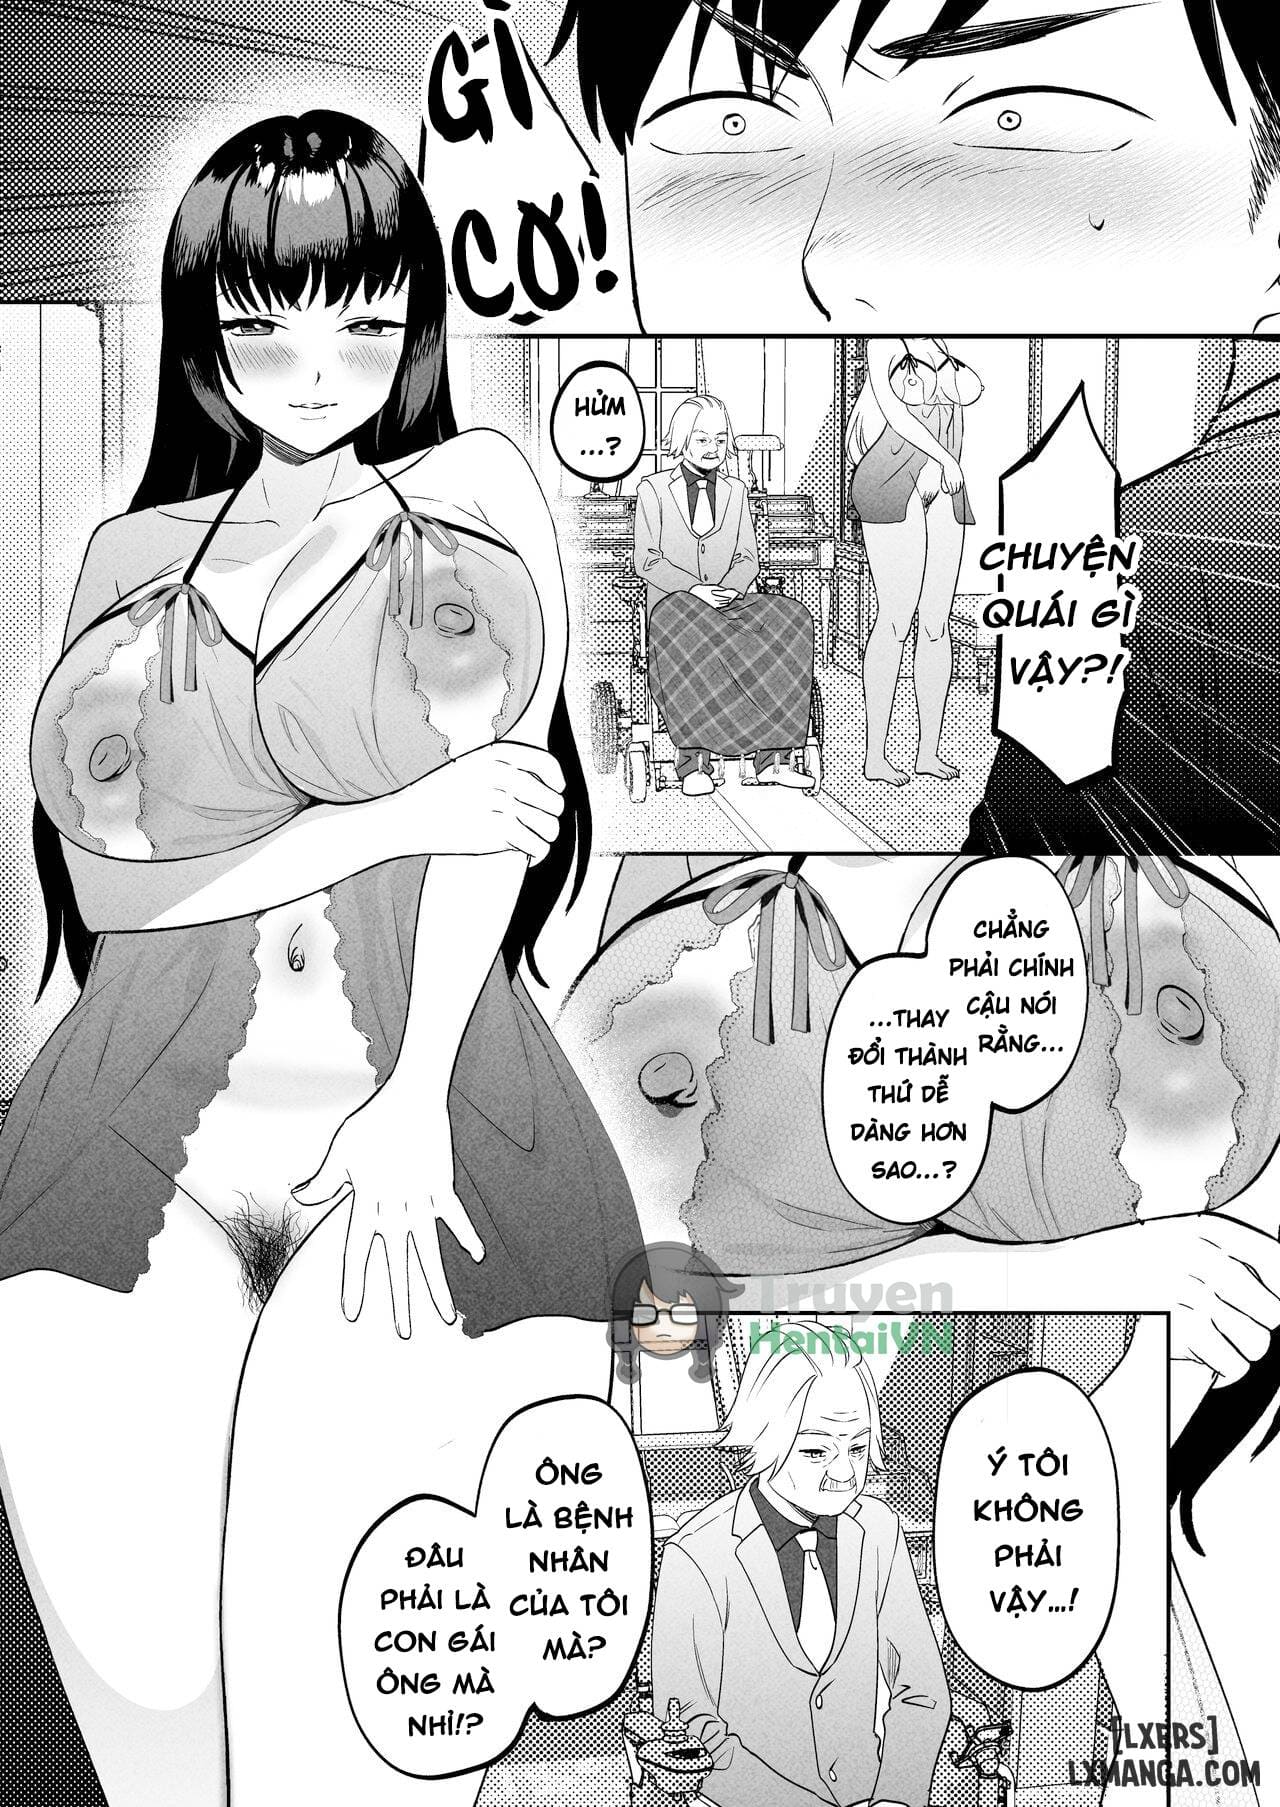 GÌ
CƠ!
CHUYỆN
QUÁI GÌ
VẬY?!
HỬM
...?
CHẲNG
PHẢI CHÍNH
CẬU NÓI
RẰNG...
...THAY
ĐỔI THÀNH
THỨ DỄ
DÀNG HƠN
SAO...?
Truyen
HentaiVN
Ý TÔI
KHÔNG
PHẢI
VẬY...!
ÔNG
LÀ BỆNH
NHÂN
CỦA TÔI
MÀ?
ĐÂU
PHẢI LÀ
CON GÁI
ÔNG MÀ
NHỈ!?
[LXERS]
LXMANGA.COM